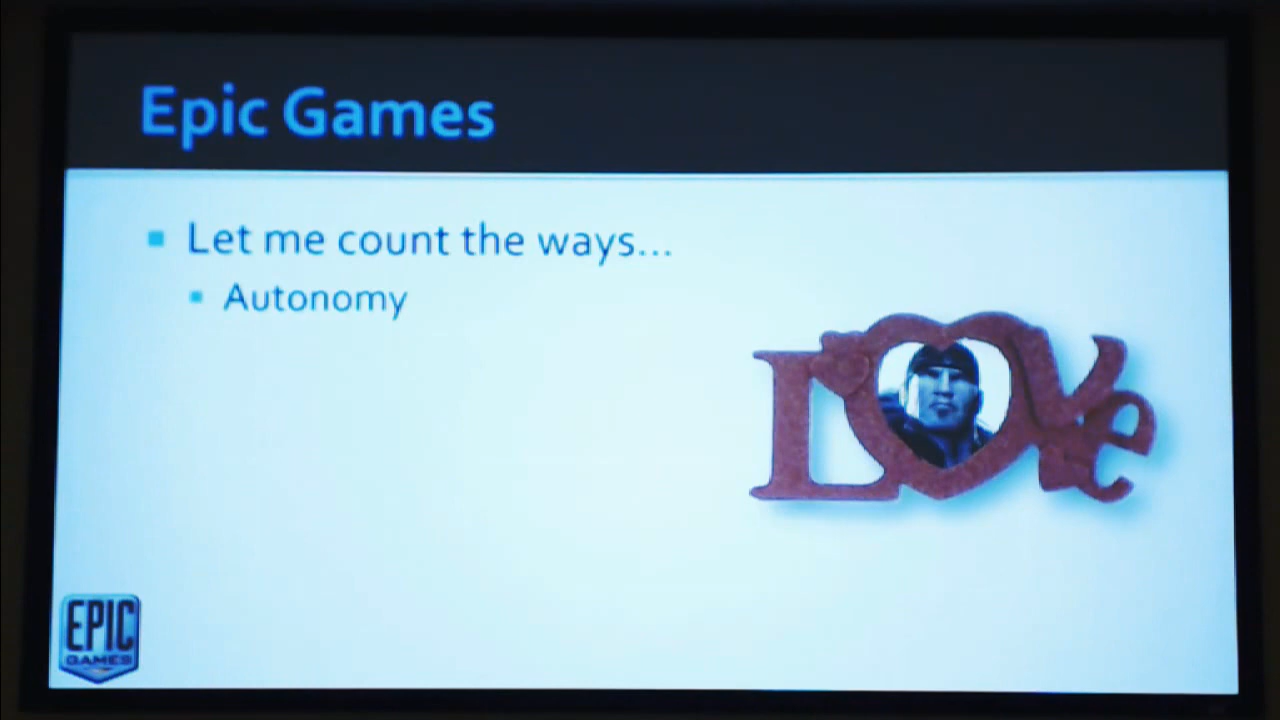 Epic Games
Let me count the ways...
Autonomy
LOVe
EPIC
GAMES